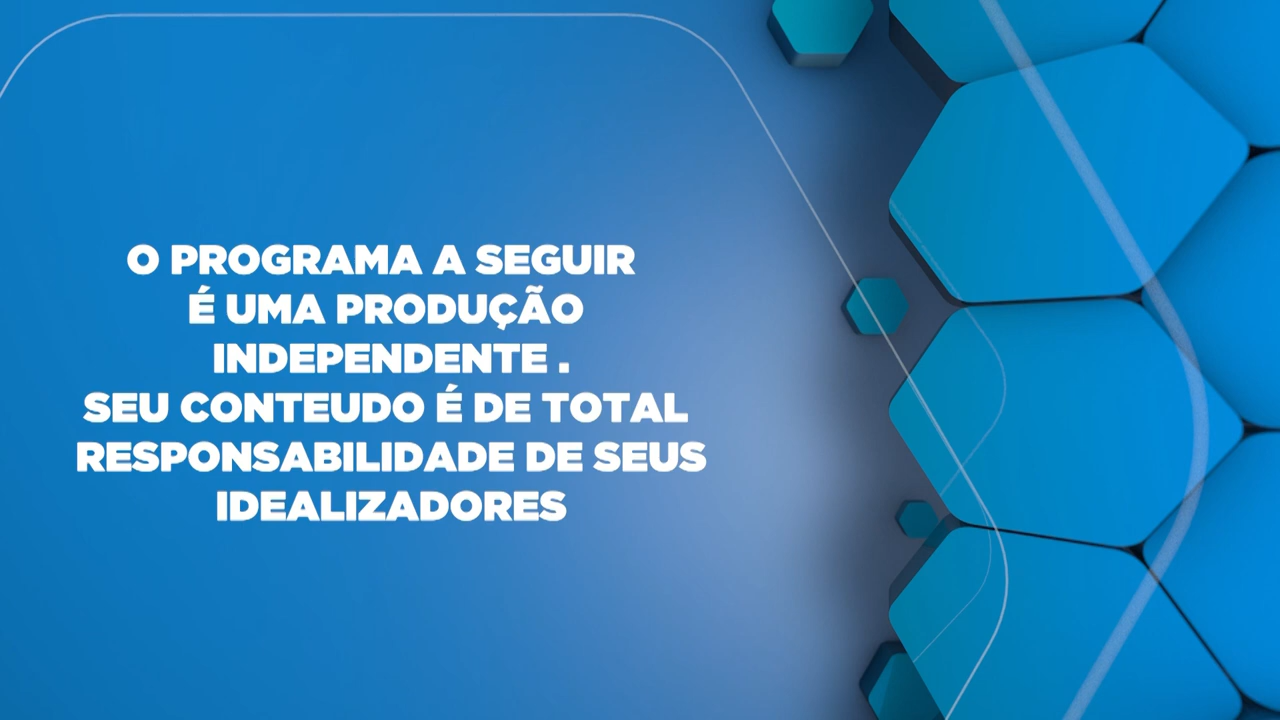 O PROGRAMA A SEGUIR
É UMA PRODUÇÃO
INDEPENDENTE .
SEU CONTEUDO É DE TOTAL
RESPONSABILIDADE DE SEUS
IDEALIZADORES